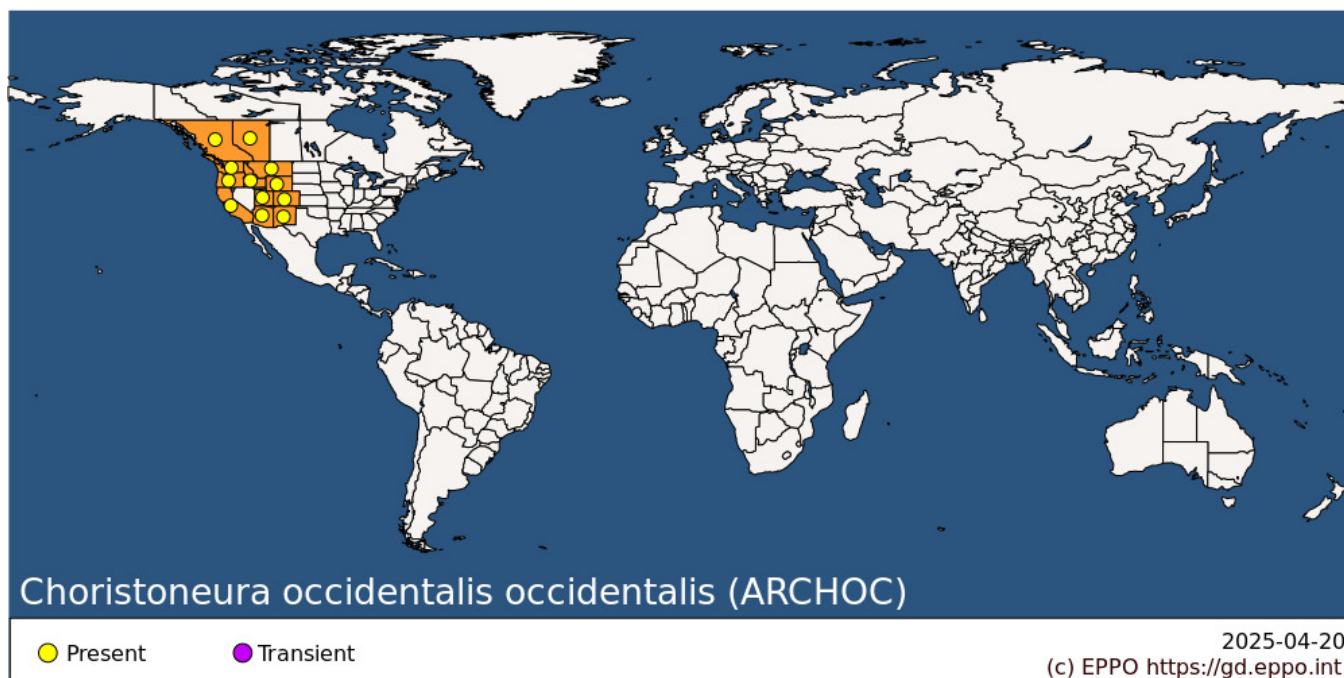 Choristoneura occidentalis occidentalis (ARCHOC)
Present
Transient
2025-04-20
(c) EPPO https://gd.eppo.int